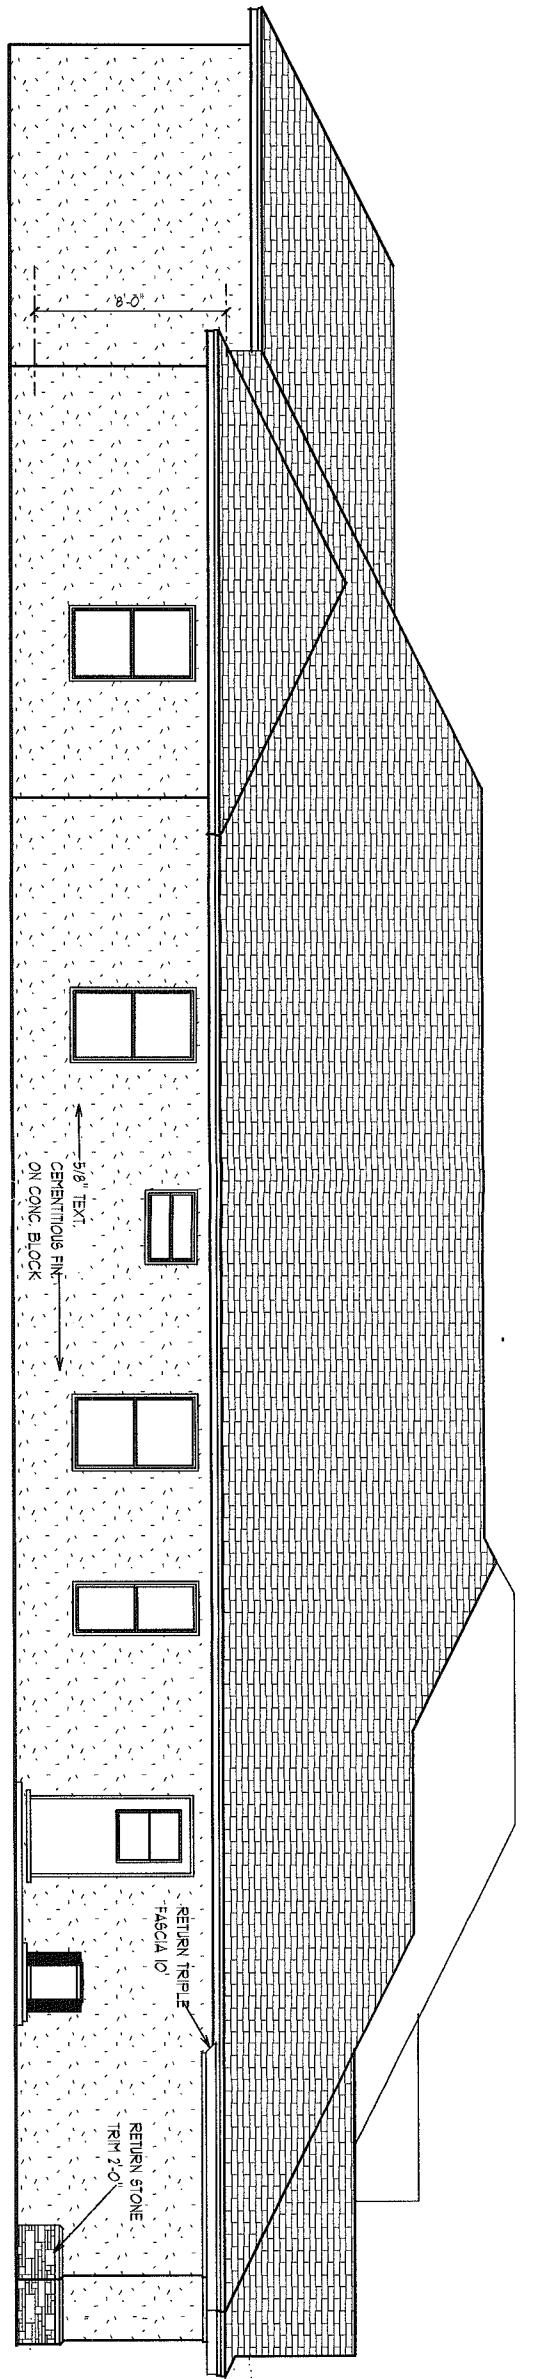 8'-0"
5/8" TEXT.
CEMENTITIOUS FIN.
ON CONC. BLOCK
RETURN TRIPLE
FASCIA 10'
RETURN STONE
TRIM 2'-0"